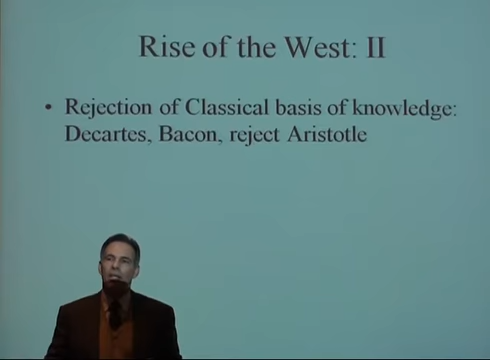 Rise of the West: II
• Rejection of Classical basis of knowledge:
Decartes, Bacon, reject Aristotle